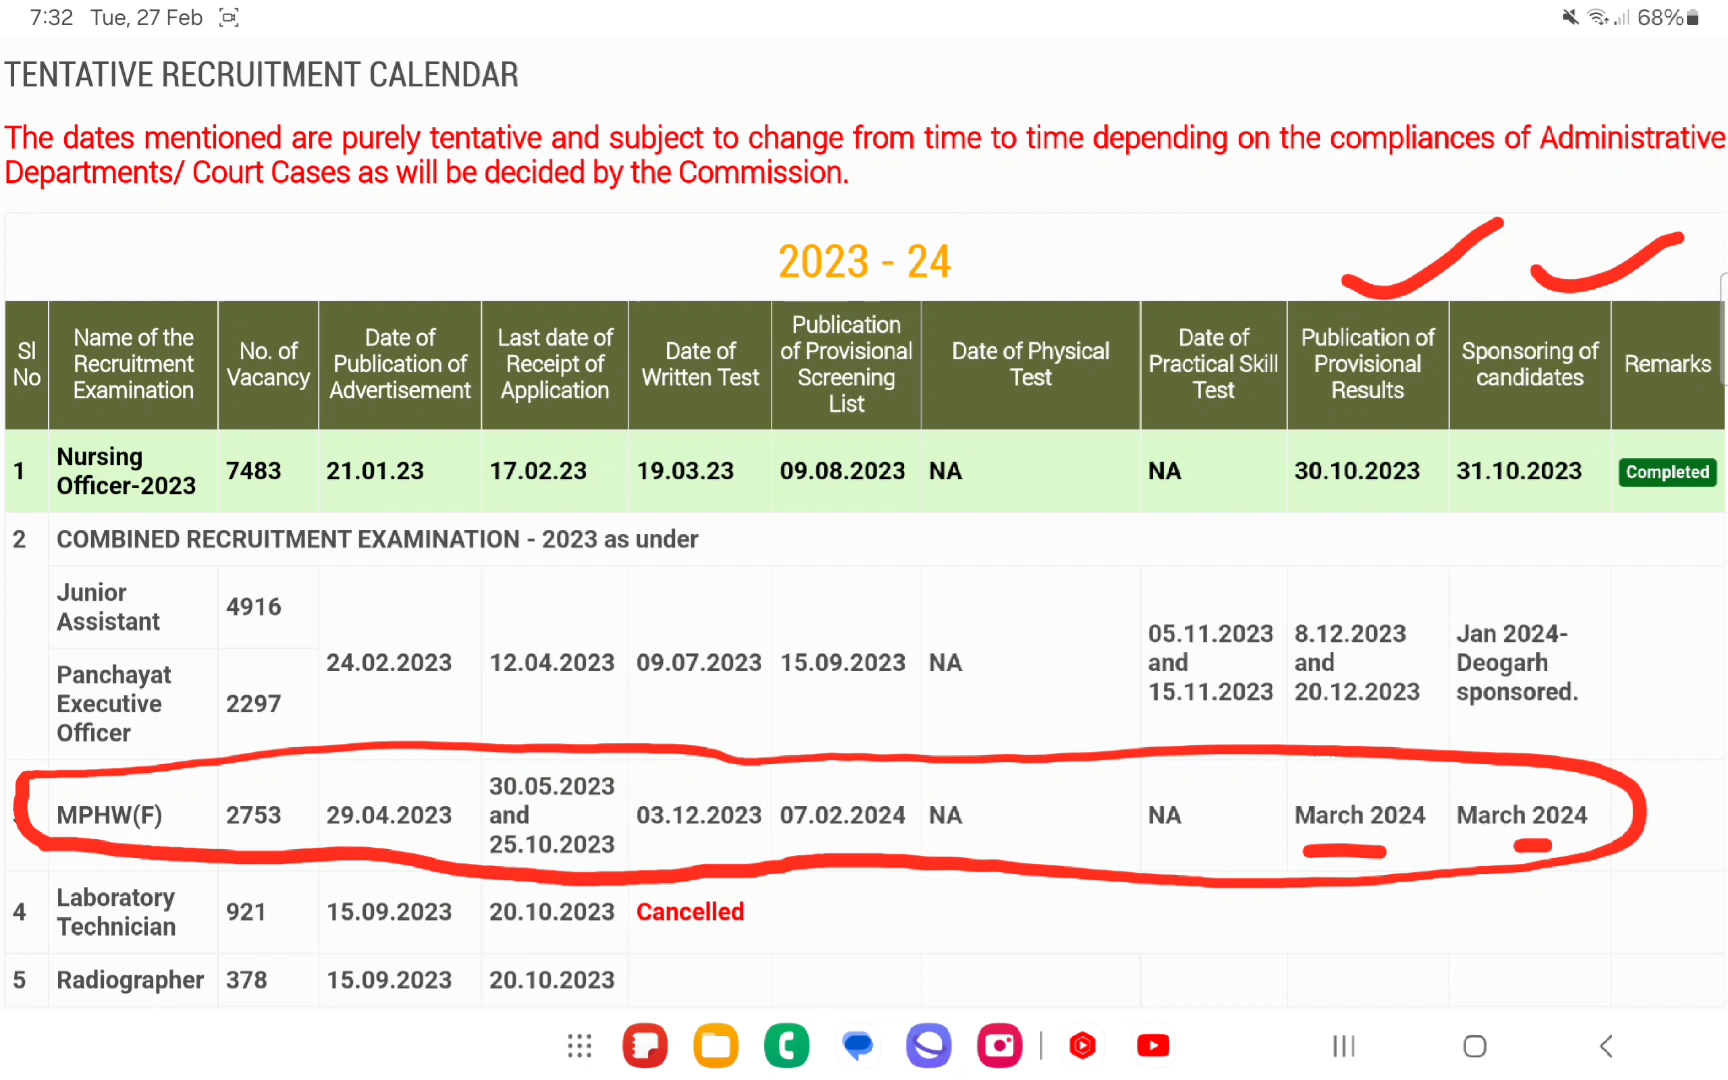 7:32 Tue, 27 Feb
68%
TENTATIVE RECRUITMENT CALENDAR
The dates mentioned are purely tentative and subject to change from time to time depending on the compliances of Administrative
Departments/ Court Cases as will be decided by the Commission.
2023 - 24
Sl
No
Name of the
Recruitment
Examination
No. of
Vacancy
Date of
Publication of
Advertisement
Last date of
Receipt of
Application
Date of
Written Test
Publication
of Provisional
Screening
List
Date of Physical
Test
Date of
Practical Skill
Test
Publication of
Provisional
Results
Sponsoring of
candidates
Remarks
1
Nursing
Officer-2023
7483
21.01.23
17.02.23
19.03.23
09.08.2023
NA
NA
30.10.2023
31.10.2023
Completed
2
COMBINED RECRUITMENT EXAMINATION - 2023 as under
Junior
Assistant
4916
Panchayat
Executive
Officer
2297
24.02.2023
12.04.2023
09.07.2023
15.09.2023
NA
05.11.2023
and
15.11.2023
8.12.2023
and
20.12.2023
Jan 2024-
Deogarh
sponsored.
MPHW(F)
2753
29.04.2023
30.05.2023
and
25.10.2023
03.12.2023
07.02.2024
NA
NA
March 2024
March 2024
4
Laboratory
Technician
921
15.09.2023
20.10.2023
Cancelled
5
Radiographer
378
15.09.2023
20.10.2023